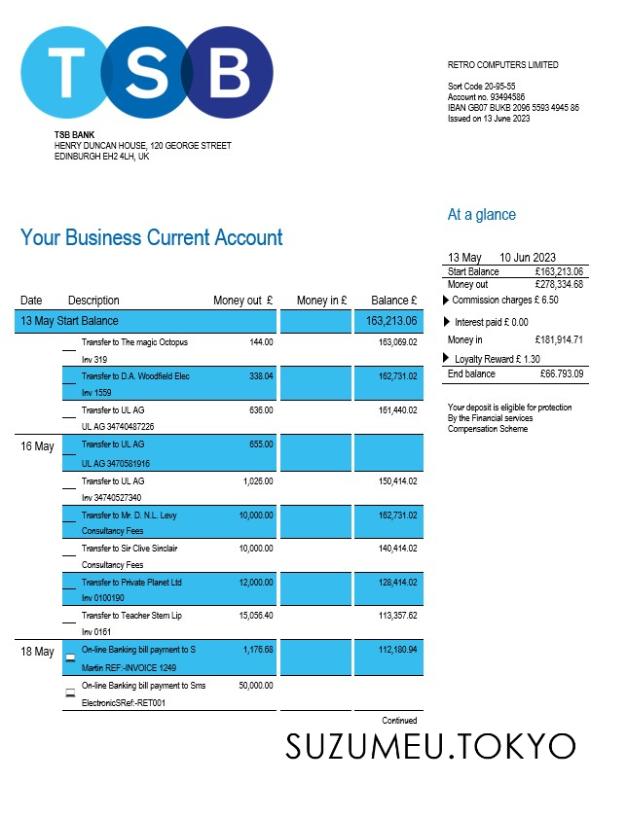 TSB
RETRO COMPUTERS LIMITED
Sort Code 20-95-55
Account no. 93494586
IBAN GB07 BUKB 2096 5593 4945 86
Issued on 13 June 2023
TSB BANK
HENRY DUNCAN HOUSE, 120 GEORGE STREET
EDINBURGH EH2 4LH, UK
At a glance
13 May 10 Jun 2023
Start Balance £163,213.06
Money out £278,334.68
Commission charges £ 6.50
Interest paid £ 0.00
Money in £181,914.71
Loyalty Reward £ 1.30
End balance £66.793.09
Your deposit is eligible for protection
By the Financial services
Compensation Scheme
Your Business Current Account
Date Description Money out £ Money in £ Balance £
13 May Start Balance 163,213.06
Transfer to The magic Octopus 144.00 163,069.02
Inv 319
Transfer to D.A. Woodfield Elec 338.04 162,731.02
Inv 1559
Transfer to UL AG 636.00 161,440.02
UL AG 34740487226
16 May Transfer to UL AG 655.00
UL AG 3470581916
Transfer to UL AG 1,026.00 150,414.02
Inv 34740527340
Transfer to Mr. D. N.L. Levy 10,000.00 162,731.02
Consultancy Fees
Transfer to Sir Clive Sinclair 10,000.00 140,414.02
Consultancy Fees
Transfer to Private Planet Ltd 12,000.00 128,414.02
Inv 0100190
Transfer to Teacher Stem Lip 15,056.40 113,357.62
Inv 0161
18 May On-line Banking bill payment to S 1,176.68 112,180.94
Martin REF:-INVOICE 1249
On-line Banking bill payment to Sms 50,000.00
ElectronicSRef:-RET001
Continued
SUZUMEU.TOKYO